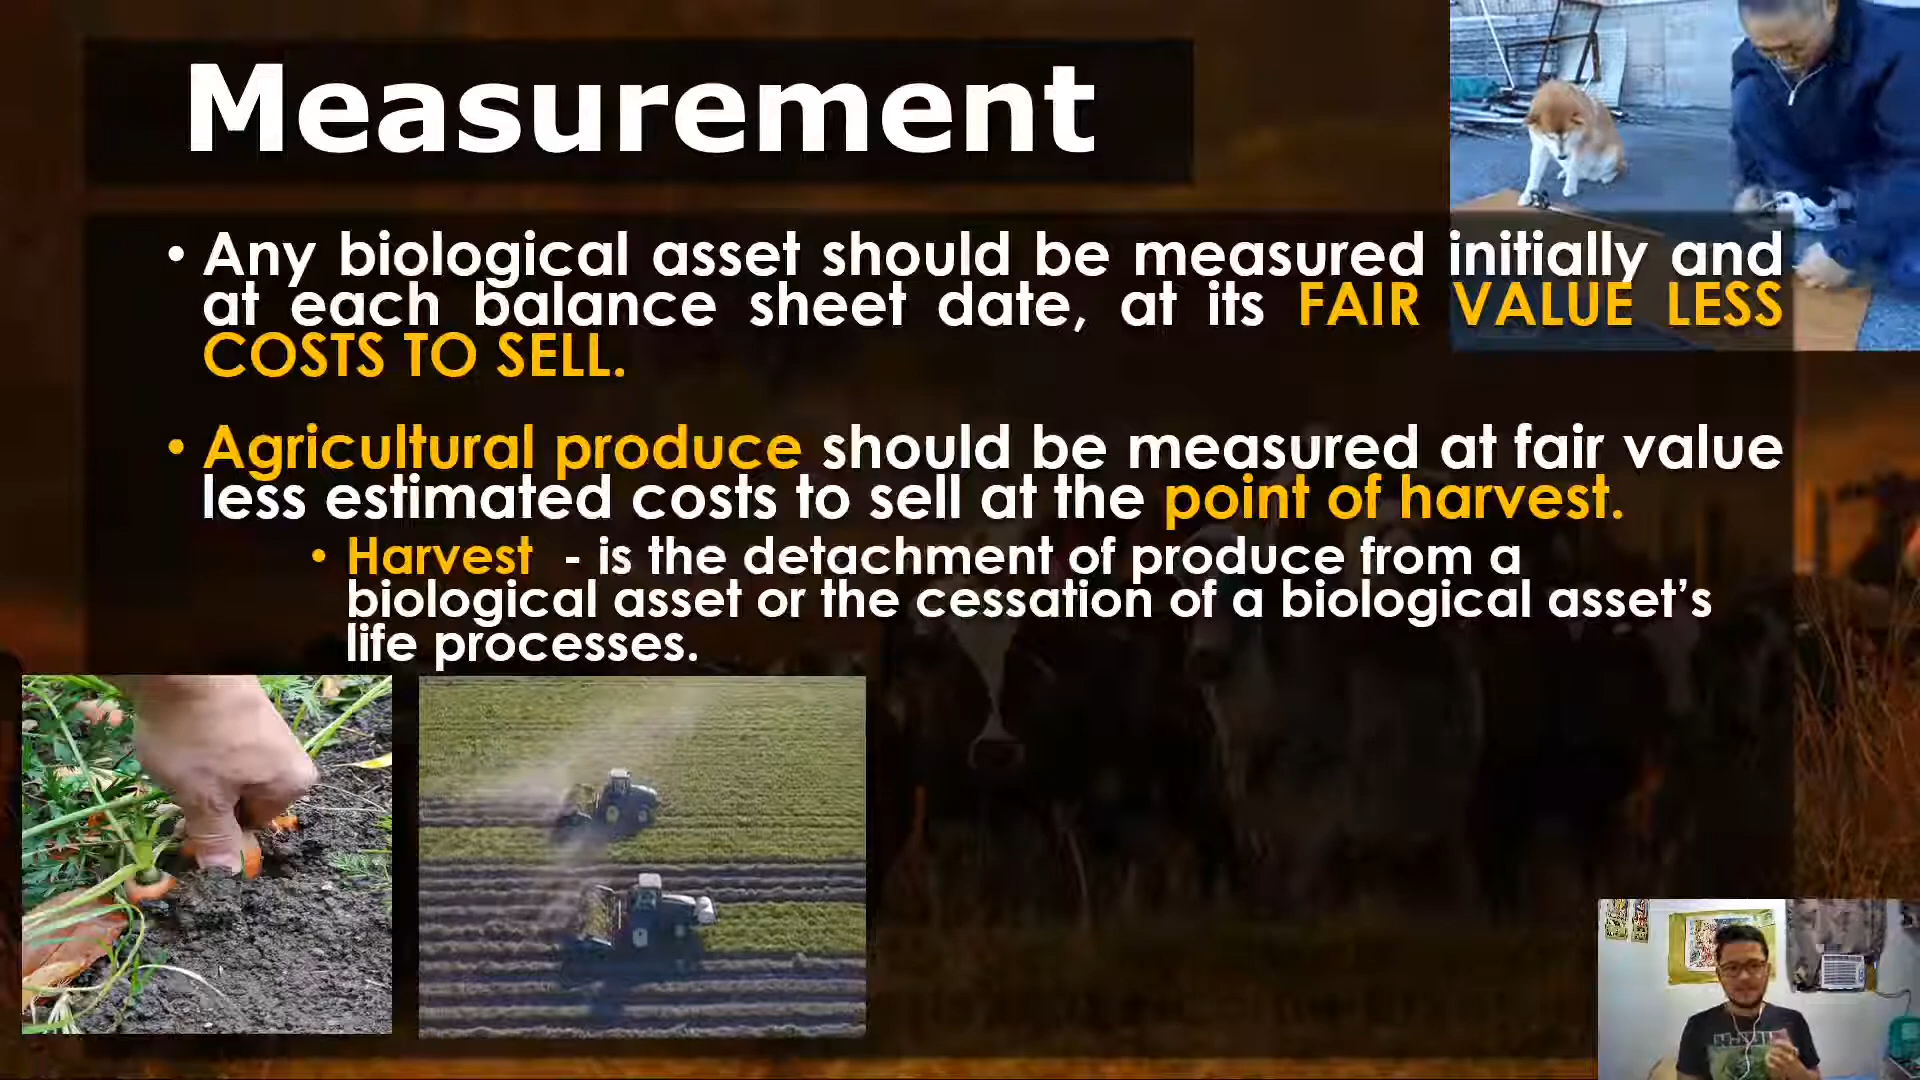 Measurement
• Any biological asset should be measured initially and
at each balance sheet date, at its FAIR VALUE LESS
COSTS TO SELL.
• Agricultural produce should be measured at fair value
less estimated costs to sell at the point of harvest.
• Harvest - is the detachment of produce from a
biological asset or the cessation of a biological asset’s
life processes.